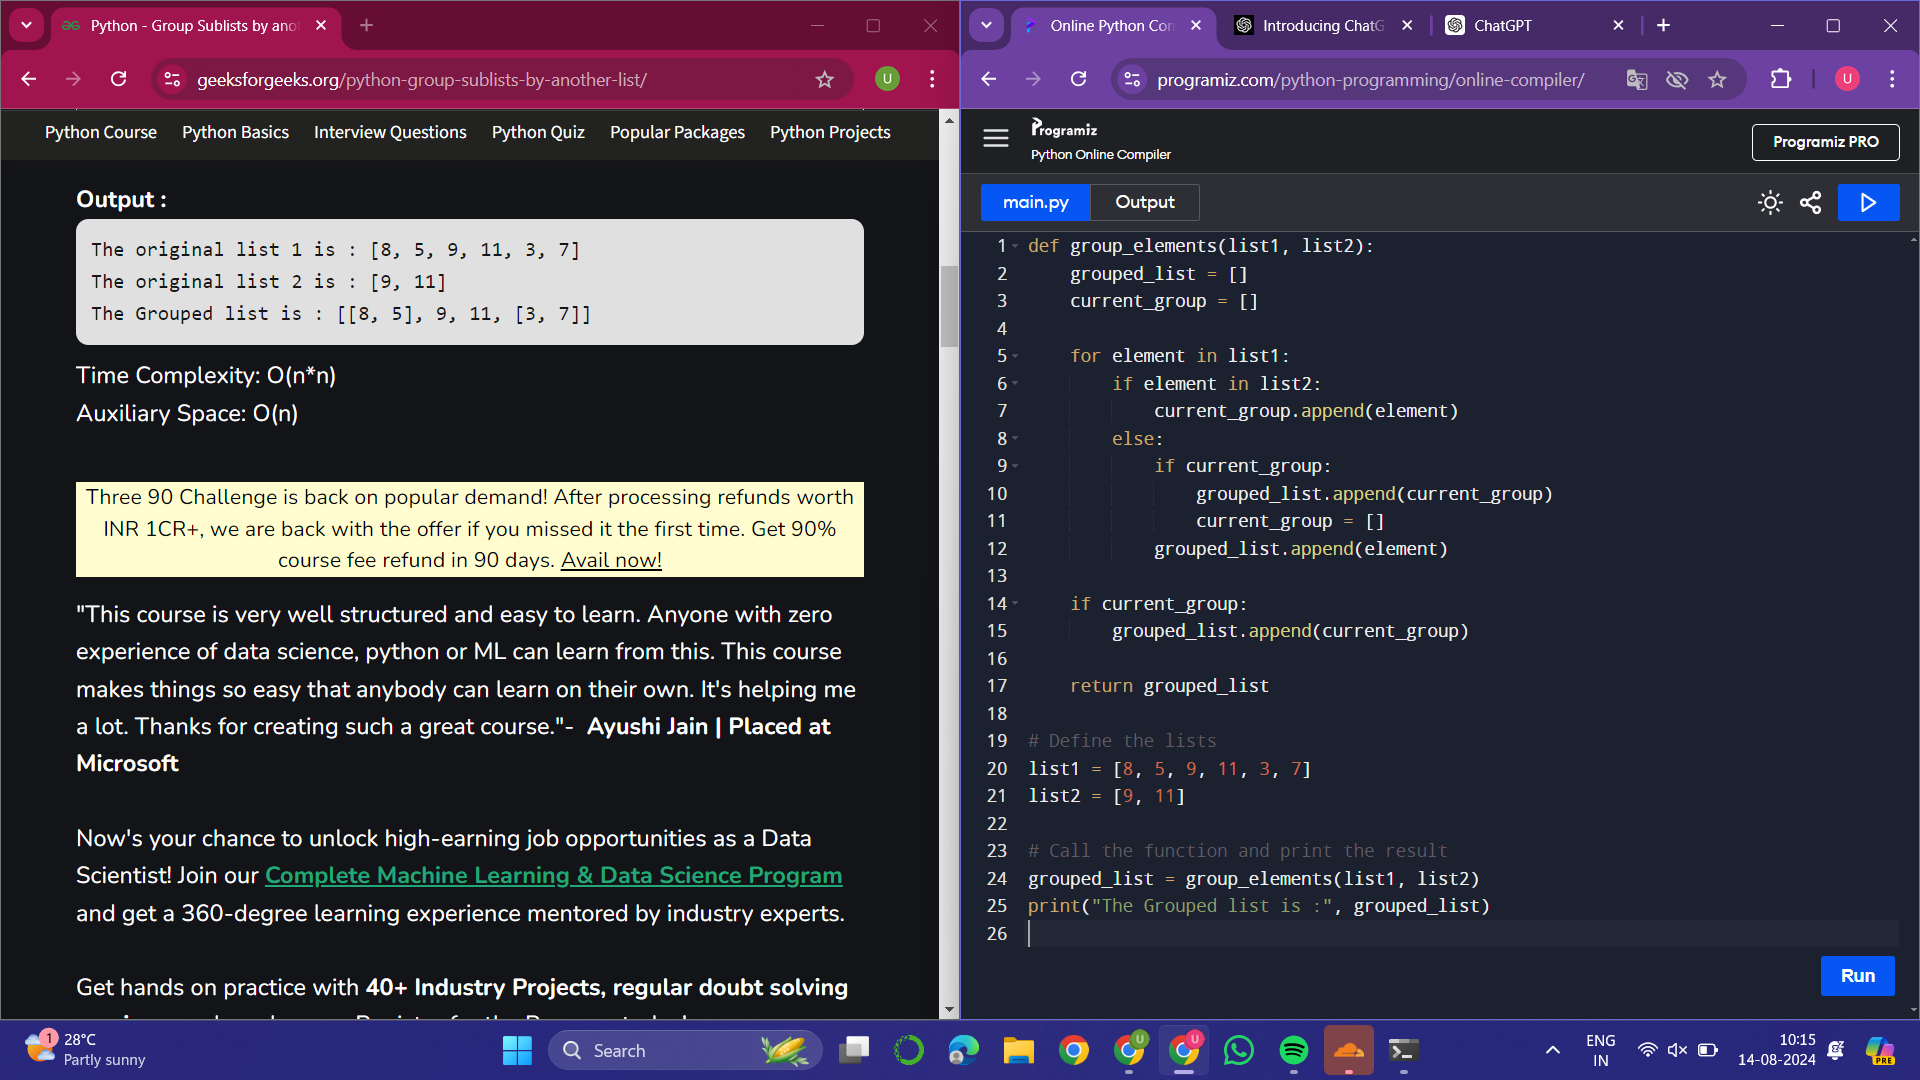 Python - Group Sublists by ano
geeksforgeeks.org/python-group-sublists-by-another-list/
U
Python Course Python Basics Interview Questions Python Quiz Popular Packages Python Projects
Output :
The original list 1 is : [8, 5, 9, 11, 3, 7]
The original list 2 is : [9, 11]
The Grouped list is : [[8, 5], 9, 11, [3, 7]]
Time Complexity: O(n*n)
Auxiliary Space: O(n)
Three 90 Challenge is back on popular demand! After processing refunds worth
INR 1CR+, we are back with the offer if you missed it the first time. Get 90%
course fee refund in 90 days. Avail now!
"This course is very well structured and easy to learn. Anyone with zero
experience of data science, python or ML can learn from this. This course
makes things so easy that anybody can learn on their own. It's helping me
a lot. Thanks for creating such a great course."- Ayushi Jain | Placed at
Microsoft
Now's your chance to unlock high-earning job opportunities as a Data
Scientist! Join our Complete Machine Learning & Data Science Program
and get a 360-degree learning experience mentored by industry experts.
Get hands on practice with 40+ Industry Projects, regular doubt solving
Online Python Con Introducing ChatG ChatGPT
programiz.com/python-programming/online-compiler/
U
Programiz
Python Online Compiler
Programiz PRO
main.py Output
1 def group_elements(list1, list2):
2     grouped_list = []
3     current_group = []
4
5     for element in list1:
6         if element in list2:
7             current_group.append(element)
8         else:
9             if current_group:
10                 grouped_list.append(current_group)
11                 current_group = []
12             grouped_list.append(element)
13
14     if current_group:
15         grouped_list.append(current_group)
16
17     return grouped_list
18
19 # Define the lists
20 list1 = [8, 5, 9, 11, 3, 7]
21 list2 = [9, 11]
22
23 # Call the function and print the result
24 grouped_list = group_elements(list1, list2)
25 print("The Grouped list is :", grouped_list)
26
Run
1
28°C
Partly sunny
Search
U
U
ENG
IN
10:15
14-08-2024
PRE